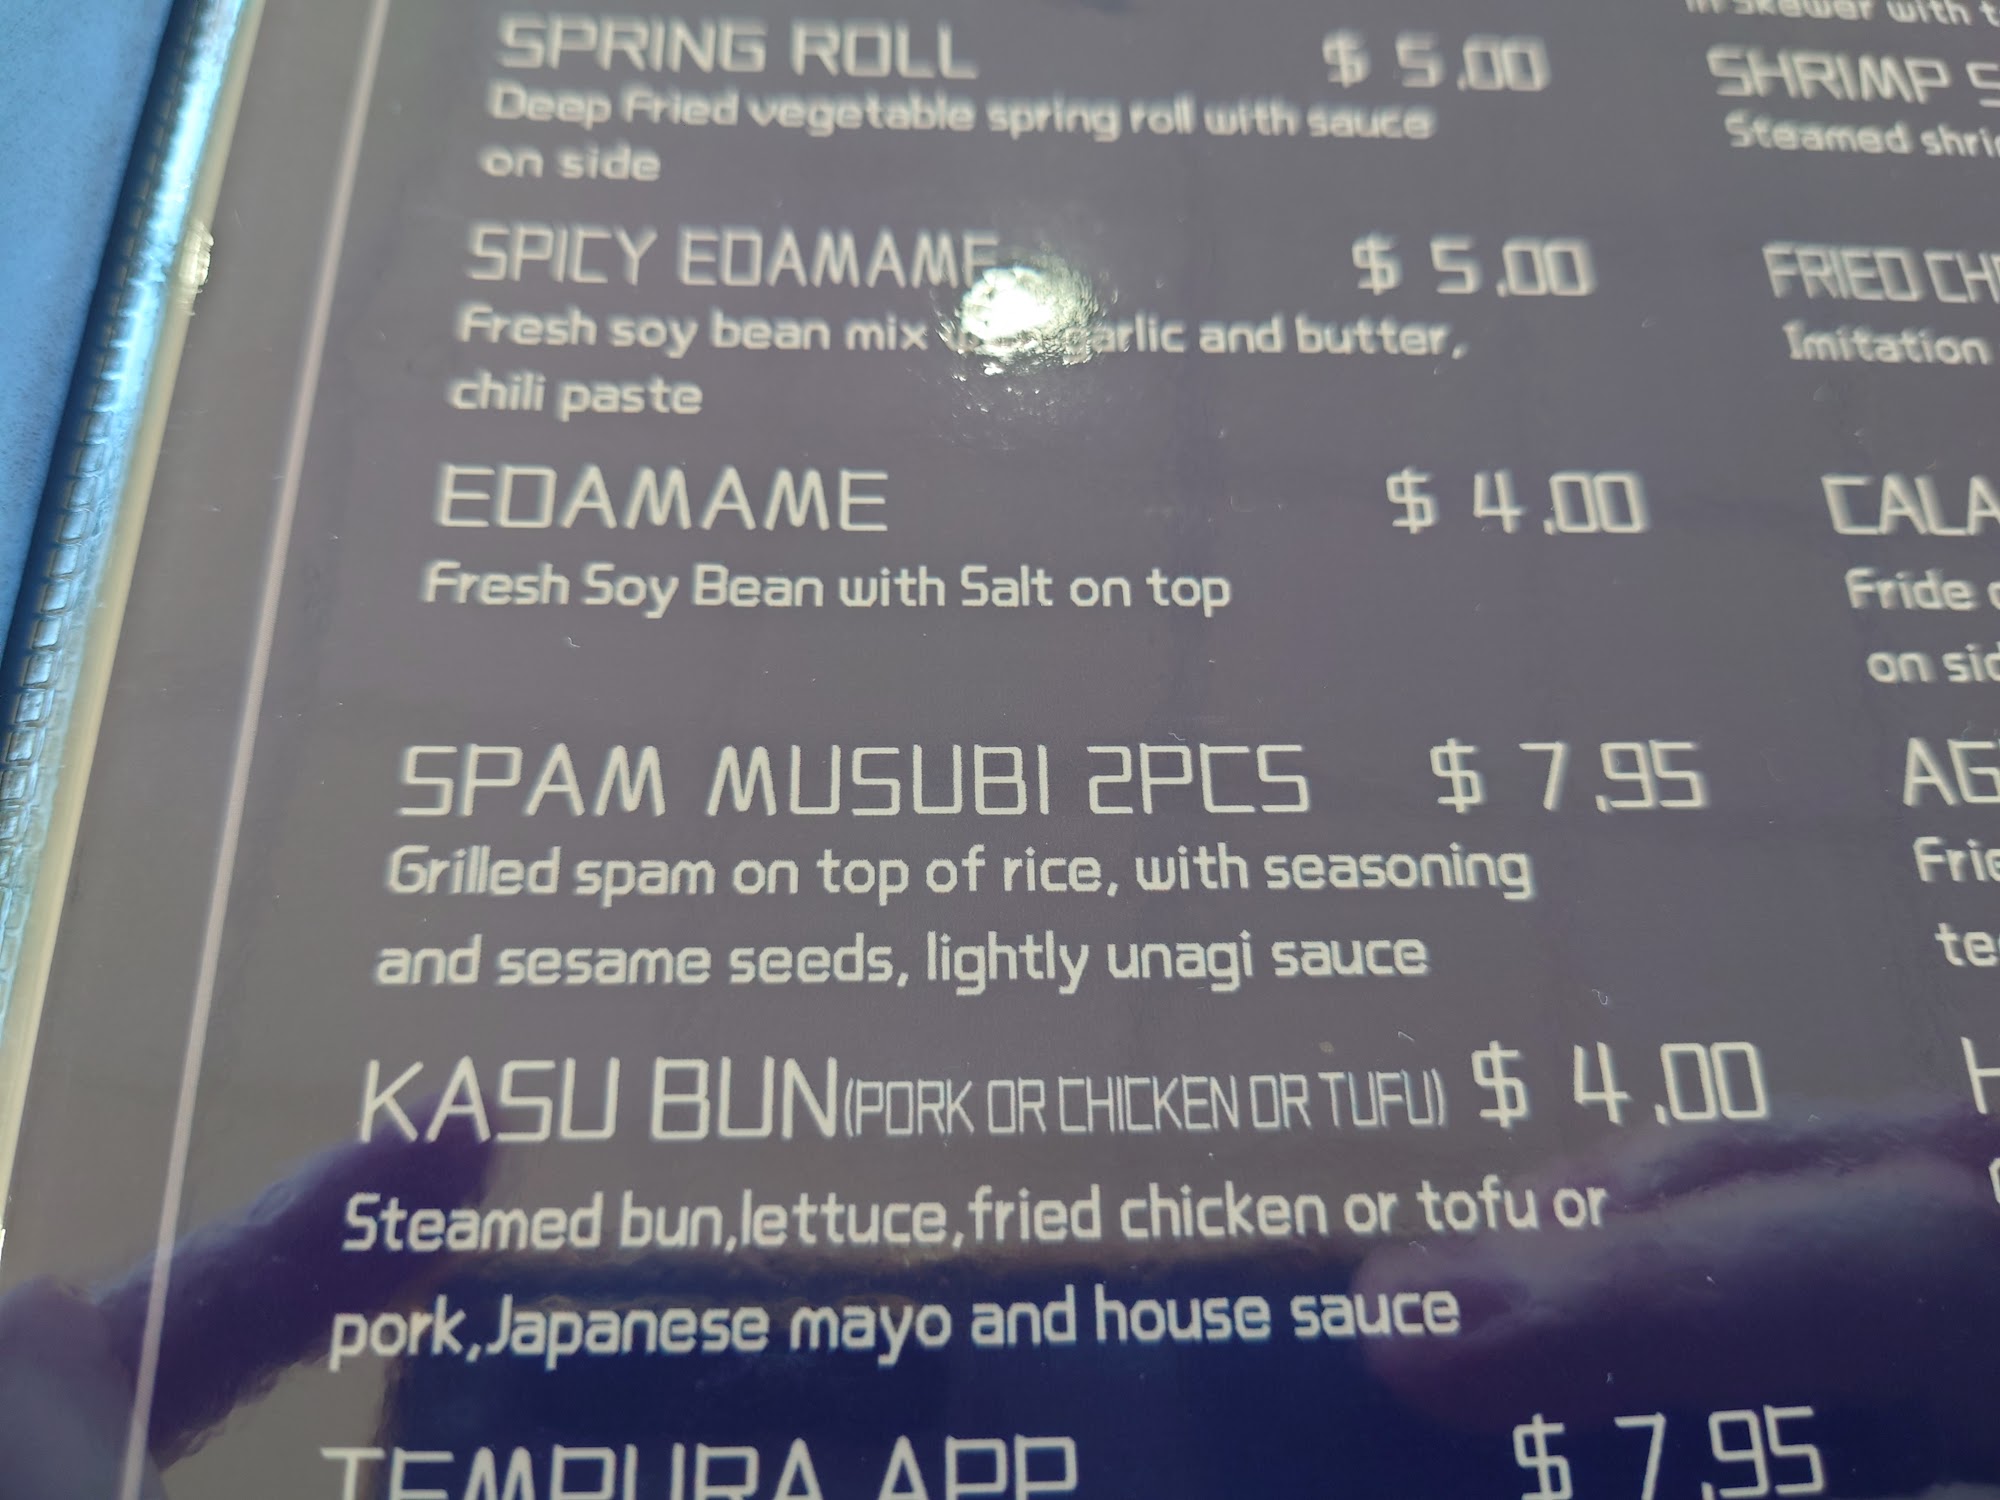 SPRING ROLL $ 5.00
Deep Fried vegetable spring roll with sauce
on side
SPICY EDAMAME $ 5.00
Fresh soy bean mix garlic and butter,
chili paste
EDAMAME $ 4.00
Fresh Soy Bean with Salt on top
SPAM MUSUBI 2PCS $ 7.95
Grilled spam on top of rice, with seasoning
and sesame seeds, lightly unagi sauce
KASU BUN(PORK OR CHICKEN OR TUFU) $ 4.00
Steamed bun,lettuce,fried chicken or tofu or
pork,Japanese mayo and house sauce
TEMPURA APP $ 7.95
skewer with
SHRIMP
Steamed
FRIED
Imitation
Fride